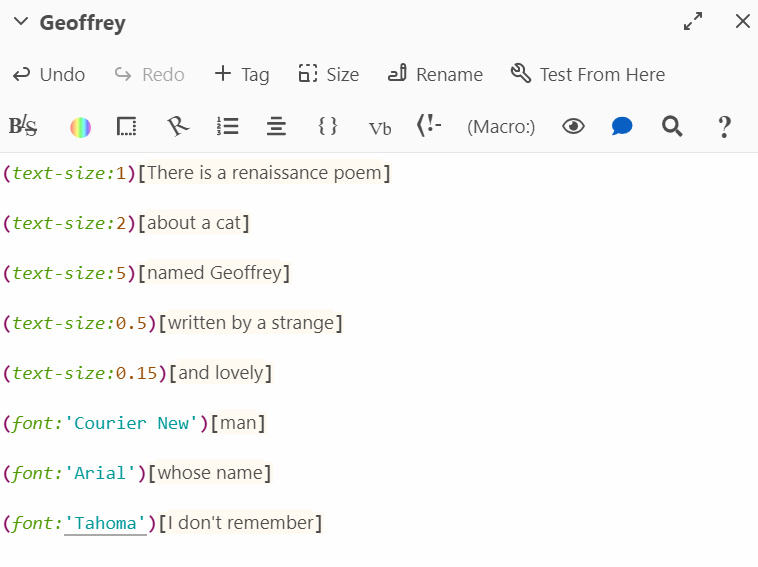 Geoffrey
Undo Redo Tag Size Rename Test From Here
B/S {} Vb (Macro:) ?
(text-size:1)[There is a renaissance poem]
(text-size:2)[about a cat]
(text-size:5)[named Geoffrey]
(text-size:0.5)[written by a strange]
(text-size:0.15)[and lovely]
(font:'Courier New')[man]
(font:'Arial')[whose name]
(font:'Tahoma')[I don't remember]